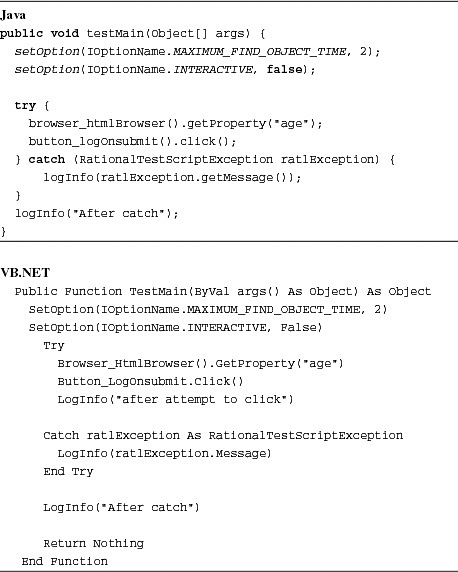 Java
public void testMain(Object[] args) {
setOption(IOptionName.MAXIMUM_FIND_OBJECT_TIME, 2);
setOption(IOptionName.INTERACTIVE, false);
try {
browser_htmlBrowser().getProperty("age");
button_logOnsubmit().click();
} catch (RationalTestScriptException ratlException) {
logInfo(ratlException.getMessage());
}
logInfo("After catch");
}
VB.NET
Public Function TestMain(ByVal args() As Object) As Object
SetOption(IOptionName.MAXIMUM_FIND_OBJECT_TIME, 2)
SetOption(IOptionName.INTERACTIVE, False)
Try
Browser_HtmlBrowser().GetProperty("age")
Button_LogOnsubmit.Click()
LogInfo("after attempt to click")
Catch ratlException As RationalTestScriptException
LogInfo(ratlException.Message)
End Try
LogInfo("After catch")
Return Nothing
End Function